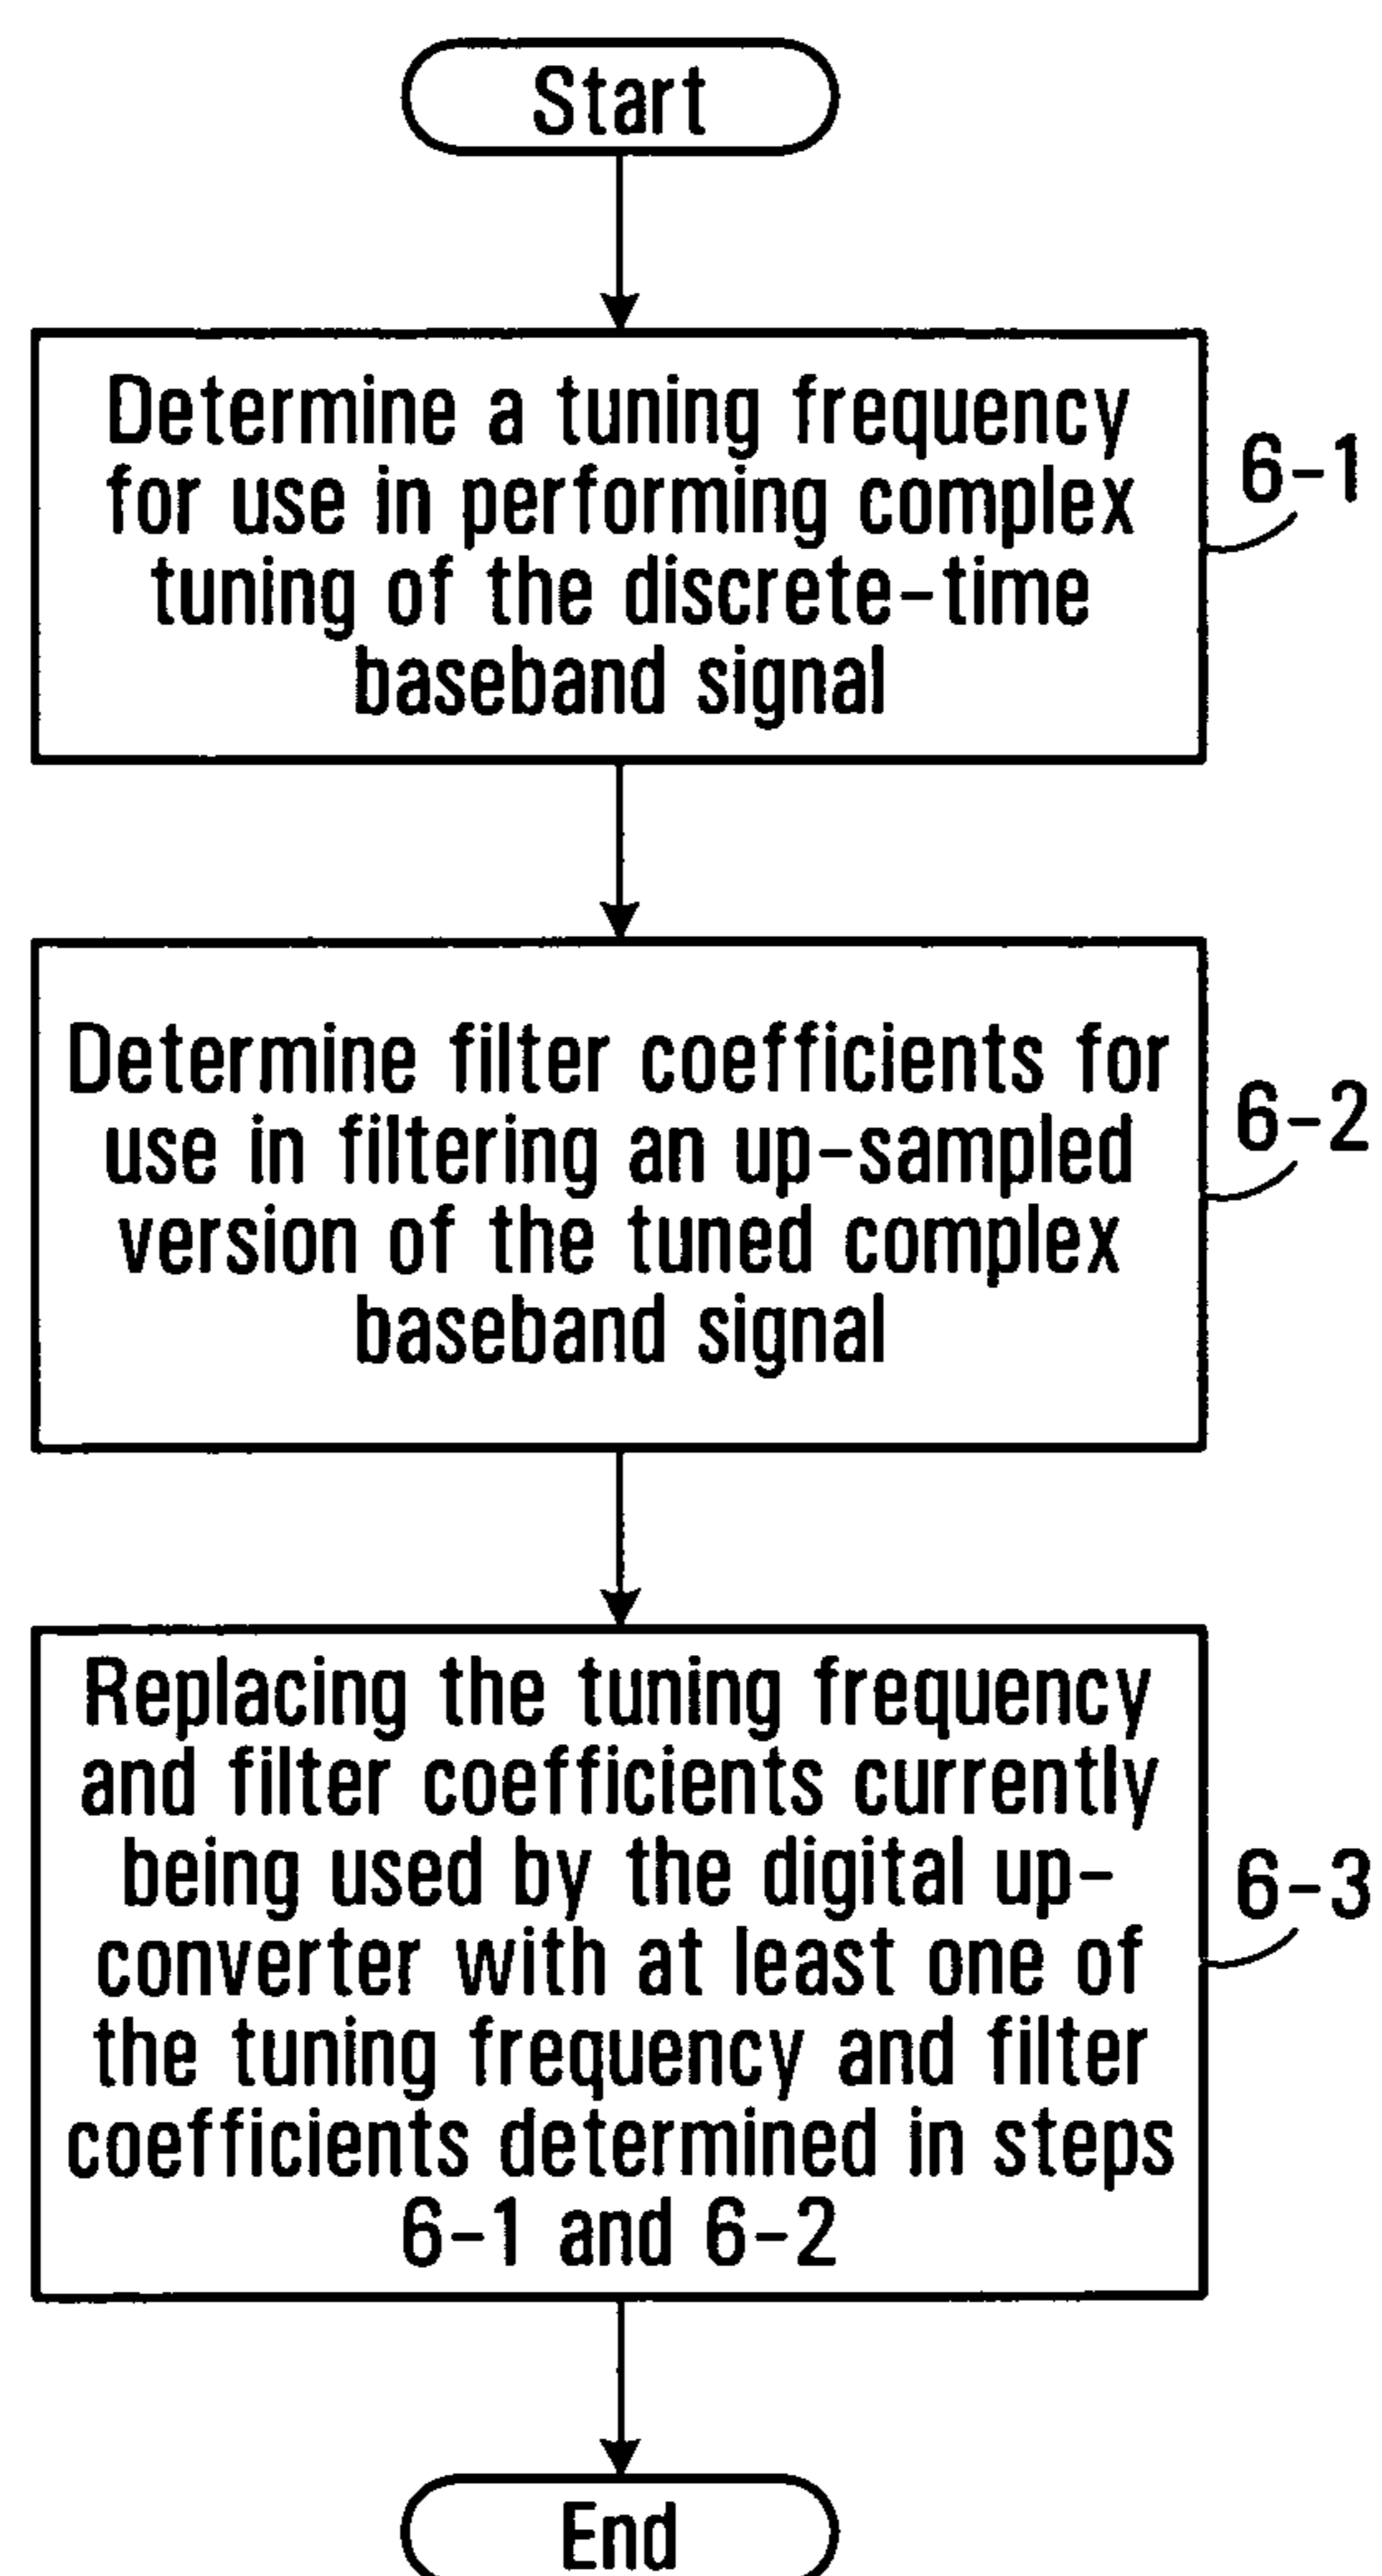 Start
Determine a tuning frequency
for use in performing complex
tuning of the discrete-time
baseband signal
6-1
Determine filter coefficients for
use in filtering an up-sampled
version of the tuned complex
baseband signal
6-2
Replacing the tuning frequency
and filter coefficients currently
being used by the digital up-
converter with at least one of
the tuning frequency and filter
coefficients determined in steps
6-1 and 6-2
6-3
End